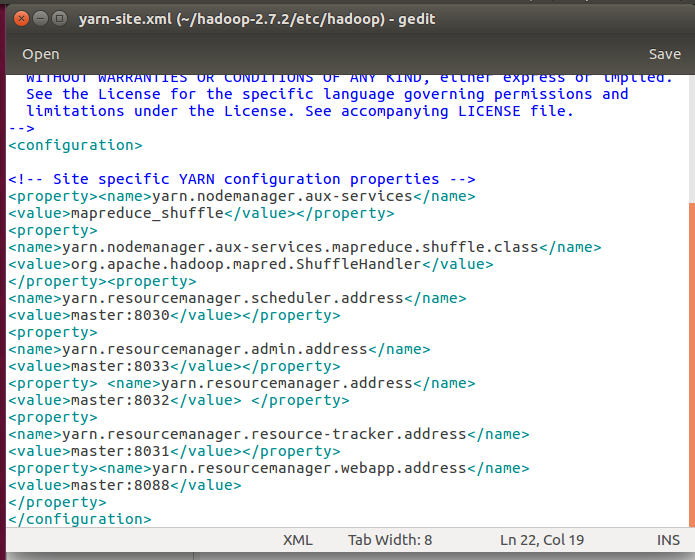 yarn-site.xml (~/hadoop-2.7.2/etc/hadoop) - gedit
Open Save
WITHOUT WARRANTIES OR CONDITIONS OF ANY KIND, either express or implied.
See the License for the specific language governing permissions and
limitations under the License. See accompanying LICENSE file.
-->
<configuration>
<!-- Site specific YARN configuration properties -->
<property><name>yarn.nodemanager.aux-services</name>
<value>mapreduce_shuffle</value></property>
<property>
<name>yarn.nodemanager.aux-services.mapreduce.shuffle.class</name>
<value>org.apache.hadoop.mapred.ShuffleHandler</value>
</property><property>
<name>yarn.resourcemanager.scheduler.address</name>
<value>master:8030</value></property>
<property>
<name>yarn.resourcemanager.admin.address</name>
<value>master:8033</value></property>
<property> <name>yarn.resourcemanager.address</name>
<value>master:8032</value> </property>
<property>
<name>yarn.resourcemanager.resource-tracker.address</name>
<value>master:8031</value></property>
<property><name>yarn.resourcemanager.webapp.address</name>
<value>master:8088</value>
</property>
</configuration>
XML Tab Width: 8 Ln 22, Col 19 INS